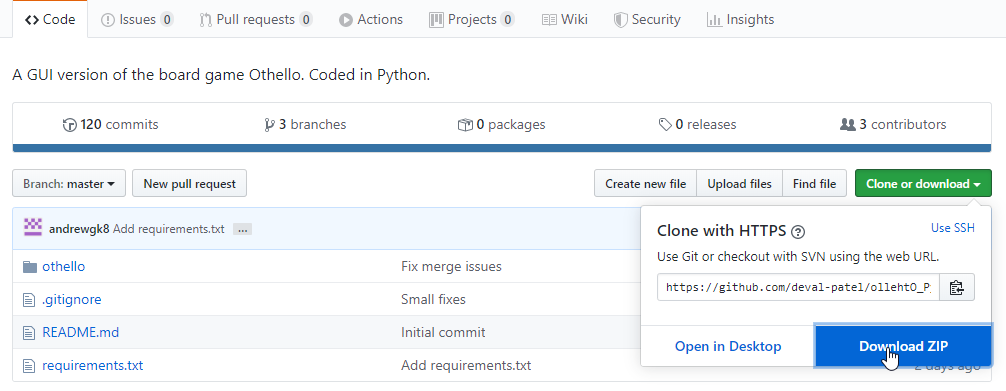 Code Issues 0 Pull requests 0 Actions Projects 0 Wiki Security Insights
A GUI version of the board game Othello. Coded in Python.
120 commits 3 branches 0 packages 0 releases 3 contributors
Branch: master New pull request Create new file Upload files Find file Clone or download
andrewgk8 Add requirements.txt ...
Clone with HTTPS ? Use SSH
Use Git or checkout with SVN using the web URL.
https://github.com/deval-patel/ollehtO_P
Open in Desktop Download ZIP
othello Fix merge issues
.gitignore Small fixes
README.md Initial commit
requirements.txt Add requirements.txt 2 days ago